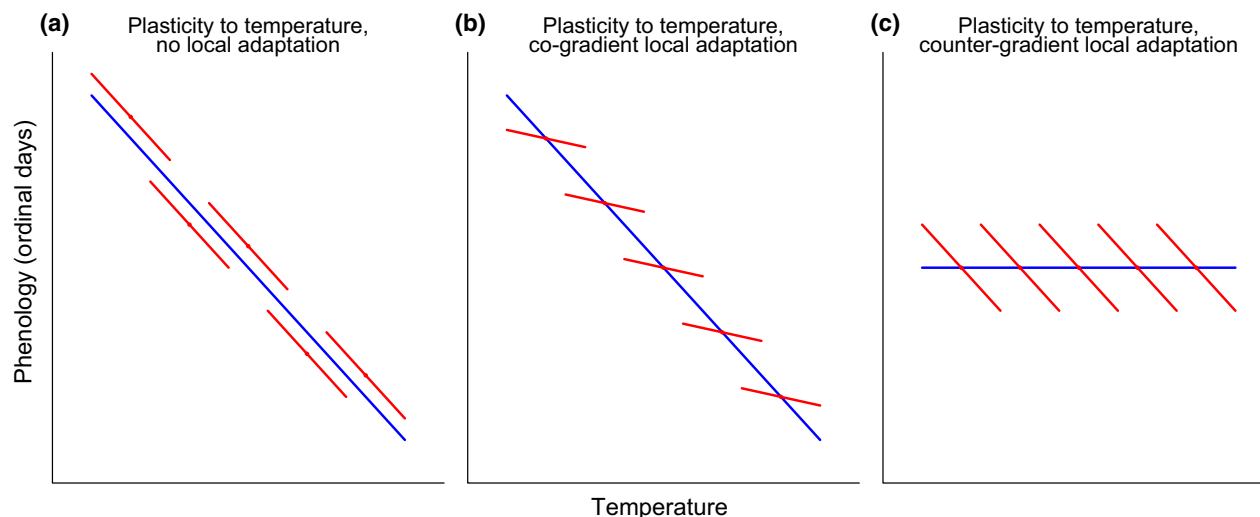 (a)
Plasticity to temperature,
no local adaptation
(b)
Plasticity to temperature,
co-gradient local adaptation
(c)
Plasticity to temperature,
counter-gradient local adaptation
Phenology (ordinal days)
Temperature